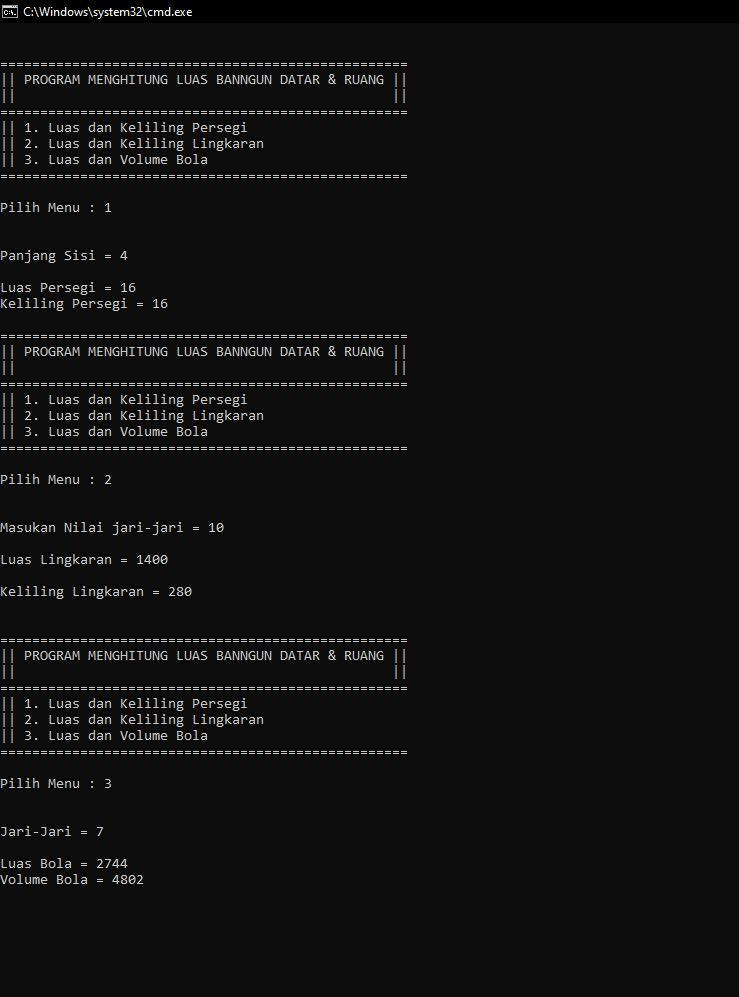 C:\Windows\system32\cmd.exe
===================================================
|| PROGRAM MENGHITUNG LUAS BANNGUN DATAR & RUANG ||
||                                               ||
===================================================
|| 1. Luas dan Keliling Persegi
|| 2. Luas dan Keliling Lingkaran
|| 3. Luas dan Volume Bola
===================================================
Pilih Menu : 1
Panjang Sisi = 4
Luas Persegi = 16
Keliling Persegi = 16
===================================================
|| PROGRAM MENGHITUNG LUAS BANNGUN DATAR & RUANG ||
||                                               ||
===================================================
|| 1. Luas dan Keliling Persegi
|| 2. Luas dan Keliling Lingkaran
|| 3. Luas dan Volume Bola
===================================================
Pilih Menu : 2
Masukan Nilai jari-jari = 10
Luas Lingkaran = 1400
Keliling Lingkaran = 280
===================================================
|| PROGRAM MENGHITUNG LUAS BANNGUN DATAR & RUANG ||
||                                               ||
===================================================
|| 1. Luas dan Keliling Persegi
|| 2. Luas dan Keliling Lingkaran
|| 3. Luas dan Volume Bola
===================================================
Pilih Menu : 3
Jari-Jari = 7
Luas Bola = 2744
Volume Bola = 4802